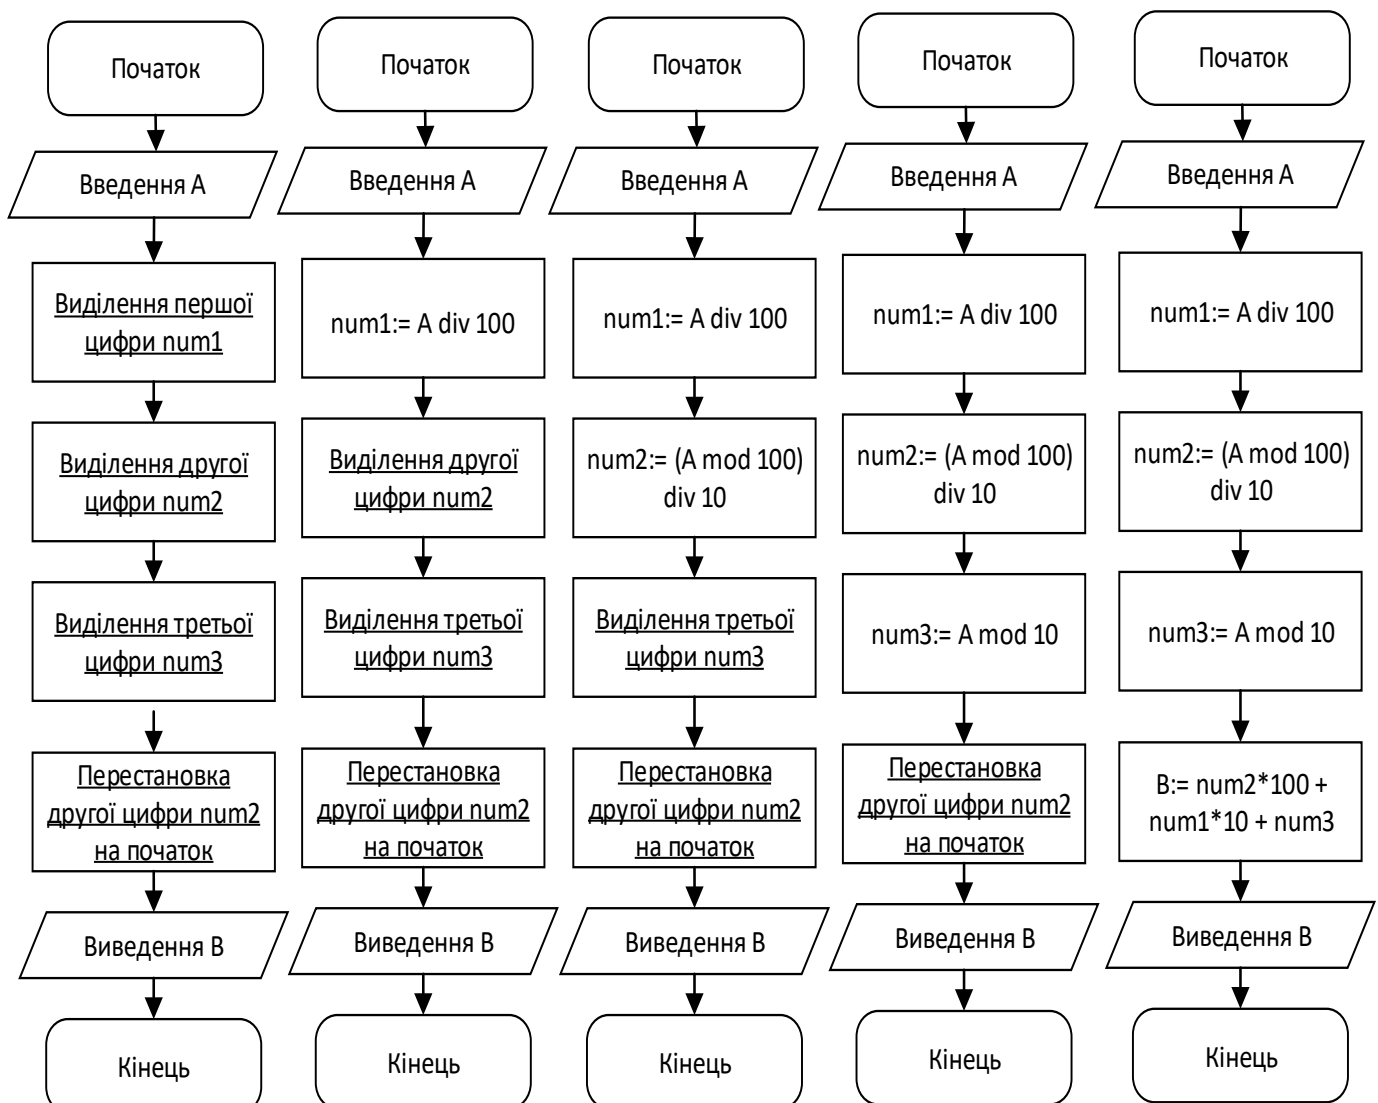 Початок
Введення А
Виділення першої
цифри num1
Виділення другої
цифри num2
Виділення третьої
цифри num3
Перестановка
другої цифри num2
на початок
Виведення В
Кінець
Початок
Введення А
num1:= A div 100
Виділення другої
цифри num2
Виділення третьої
цифри num3
Перестановка
другої цифри num2
на початок
Виведення В
Кінець
Початок
Введення А
num1:= A div 100
num2:= (A mod 100)
div 10
Виділення третьої
цифри num3
Перестановка
другої цифри num2
на початок
Виведення В
Кінець
Початок
Введення А
num1:= A div 100
num2:= (A mod 100)
div 10
num3:= A mod 10
Перестановка
другої цифри num2
на початок
Виведення В
Кінець
Початок
Введення А
num1:= A div 100
num2:= (A mod 100)
div 10
num3:= A mod 10
B:= num2*100 +
num1*10 + num3
Виведення В
Кінець